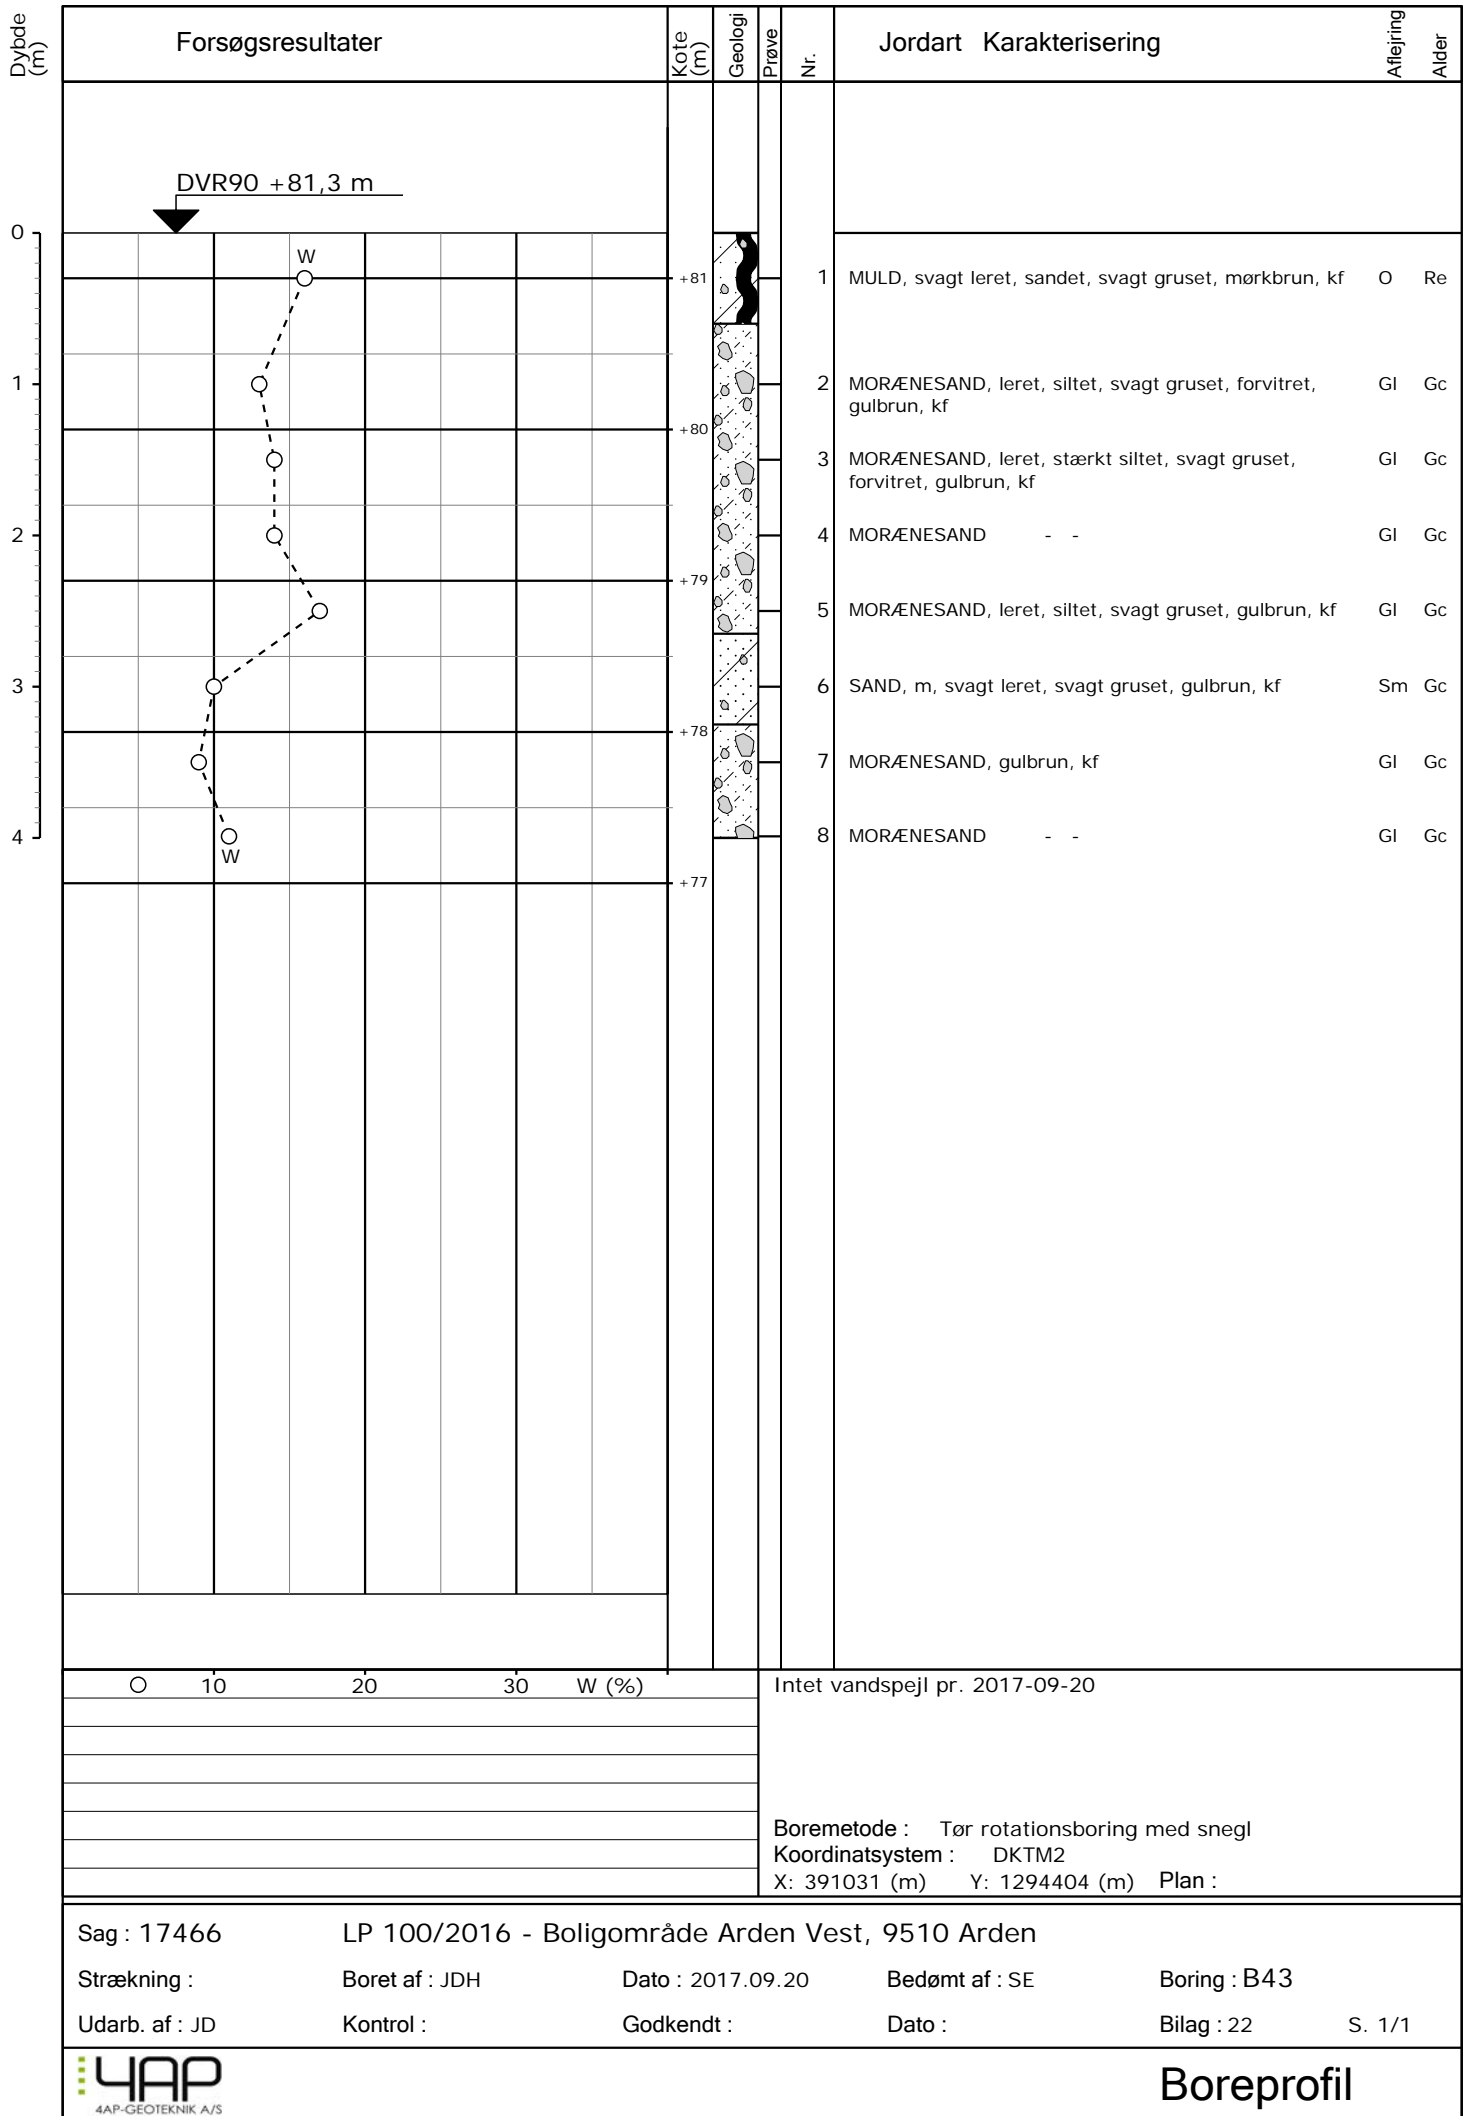 Dybde (m)
Forsøgsresultater
Kote (m)
Geologi
Prøve
Nr.
Jordart Karakterisering
Aflejring
Alder
DVR90 +81,3 m
0
W
+81
1 MULD, svagt leret, sandet, svagt gruset, mørkbrun, kf O Re
1
2 MORÆNESAND, leret, siltet, svagt gruset, forvitret, Gl Gc
gulbrun, kf
+80
3 MORÆNESAND, leret, stærkt siltet, svagt gruset, Gl Gc
forvitret, gulbrun, kf
2
4 MORÆNESAND - - Gl Gc
+79
5 MORÆNESAND, leret, siltet, svagt gruset, gulbrun, kf Gl Gc
3
6 SAND, m, svagt leret, svagt gruset, gulbrun, kf Sm Gc
+78
7 MORÆNESAND, gulbrun, kf Gl Gc
4
8 MORÆNESAND - - Gl Gc
W
+77
10 20 30 W (%)
Intet vandspejl pr. 2017-09-20
Boremetode : Tør rotationsboring med snegl
Koordinatsystem : DKTM2
X: 391031 (m) Y: 1294404 (m) Plan :
Sag : 17466 LP 100/2016 - Boligområde Arden Vest, 9510 Arden
Strækning : Boret af : JDH Dato : 2017.09.20 Bedømt af : SE Boring : B43
Udarb. af : JD Kontrol : Godkendt : Dato : Bilag : 22 S. 1/1
4AP
4AP-GEOTEKNIK A/S
Boreprofil